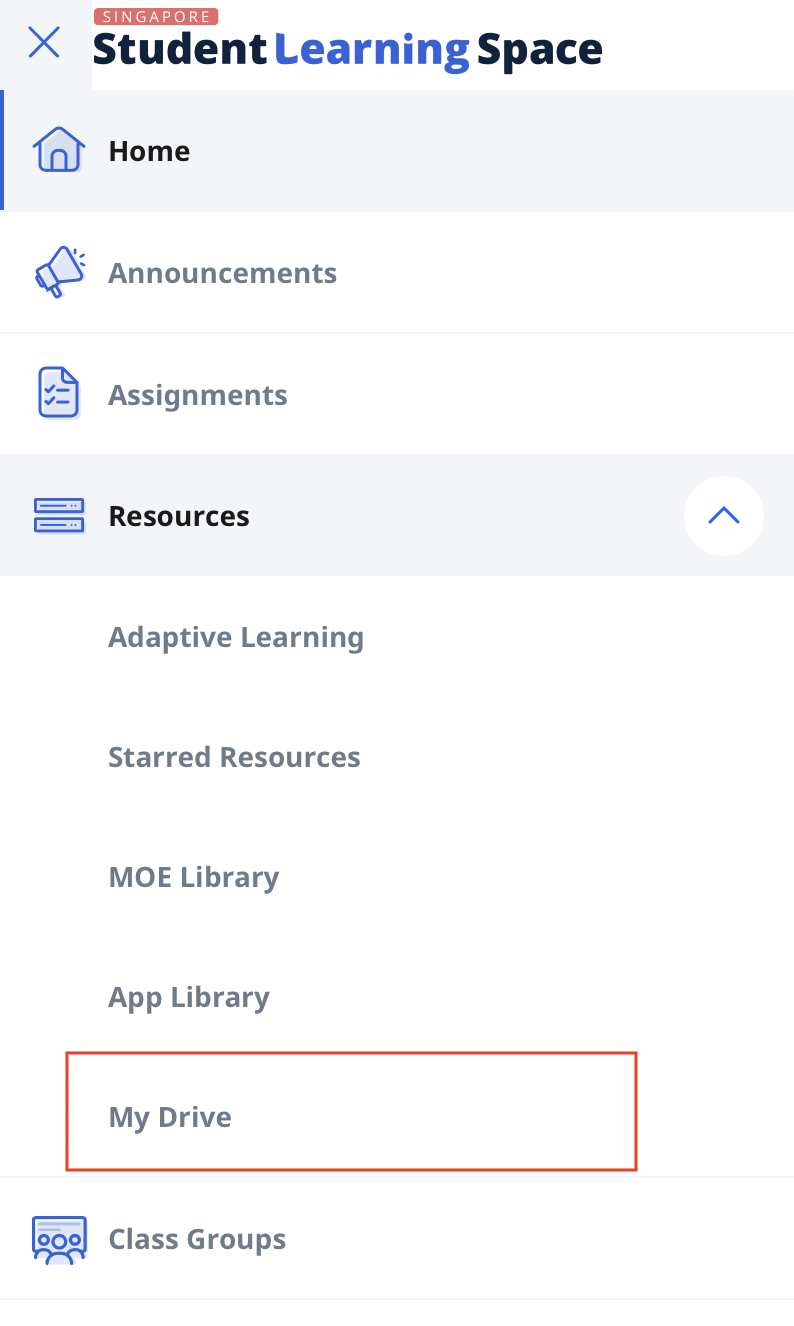 SINGAPORE
Student Learning Space
Home
Announcements
Assignments
Resources
Adaptive Learning
Starred Resources
MOE Library
App Library
My Drive
Class Groups